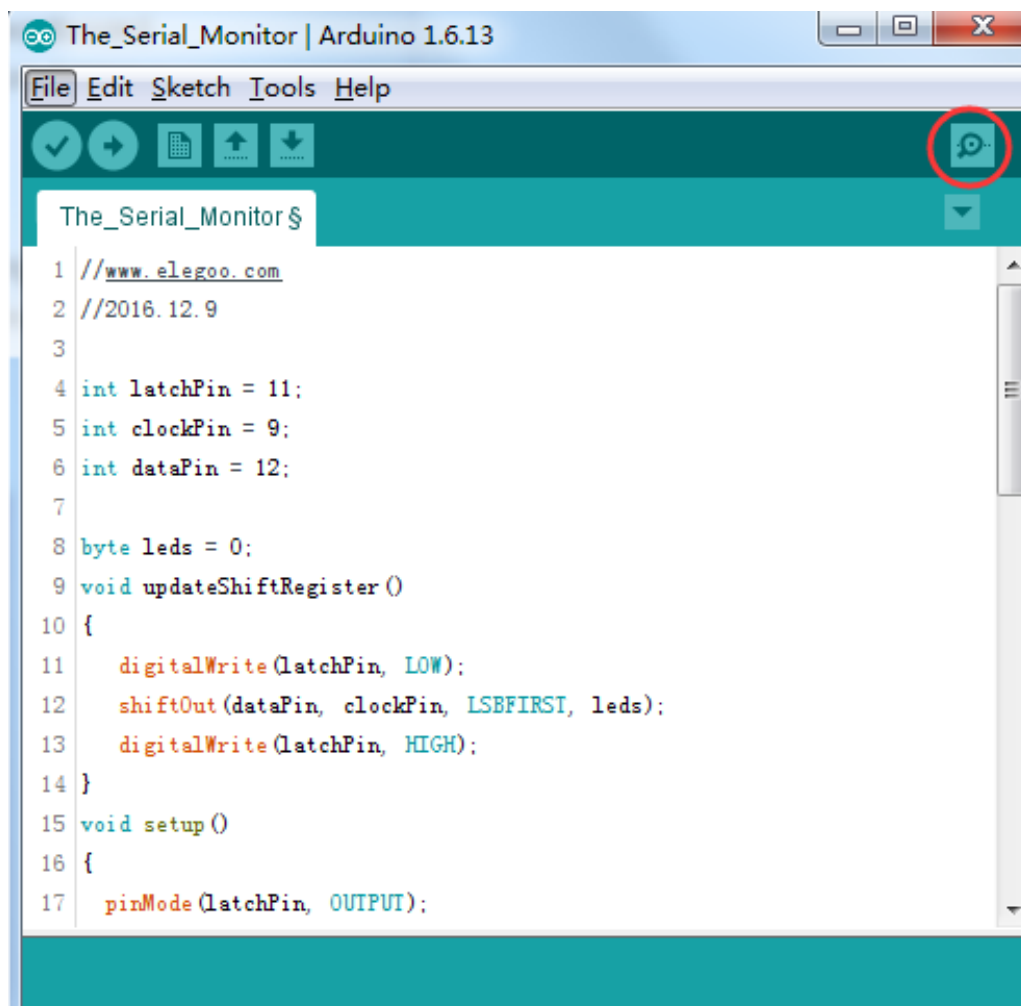 The_Serial_Monitor | Arduino 1.6.13
File Edit Sketch Tools Help
The_Serial_Monitor §
1 //www.elegoo.com
2 //2016.12.9
3
4 int latchPin = 11;
5 int clockPin = 9;
6 int dataPin = 12;
7
8 byte leds = 0;
9 void updateShiftRegister()
10 {
11 digitalWrite(latchPin, LOW);
12 shiftOut(dataPin, clockPin, LSBFIRST, leds);
13 digitalWrite(latchPin, HIGH);
14 }
15 void setup()
16 {
17 pinMode(latchPin, OUTPUT);